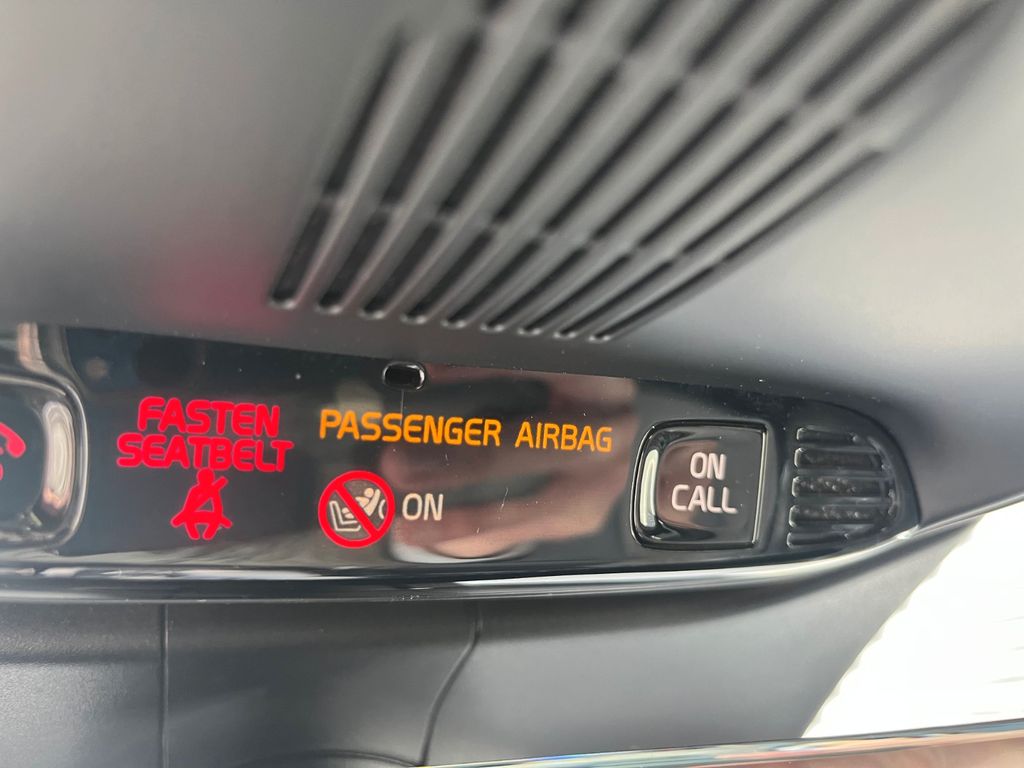 FASTEN
SEATBELT
PASSENGER AIRBAG
ON
ON
CALL